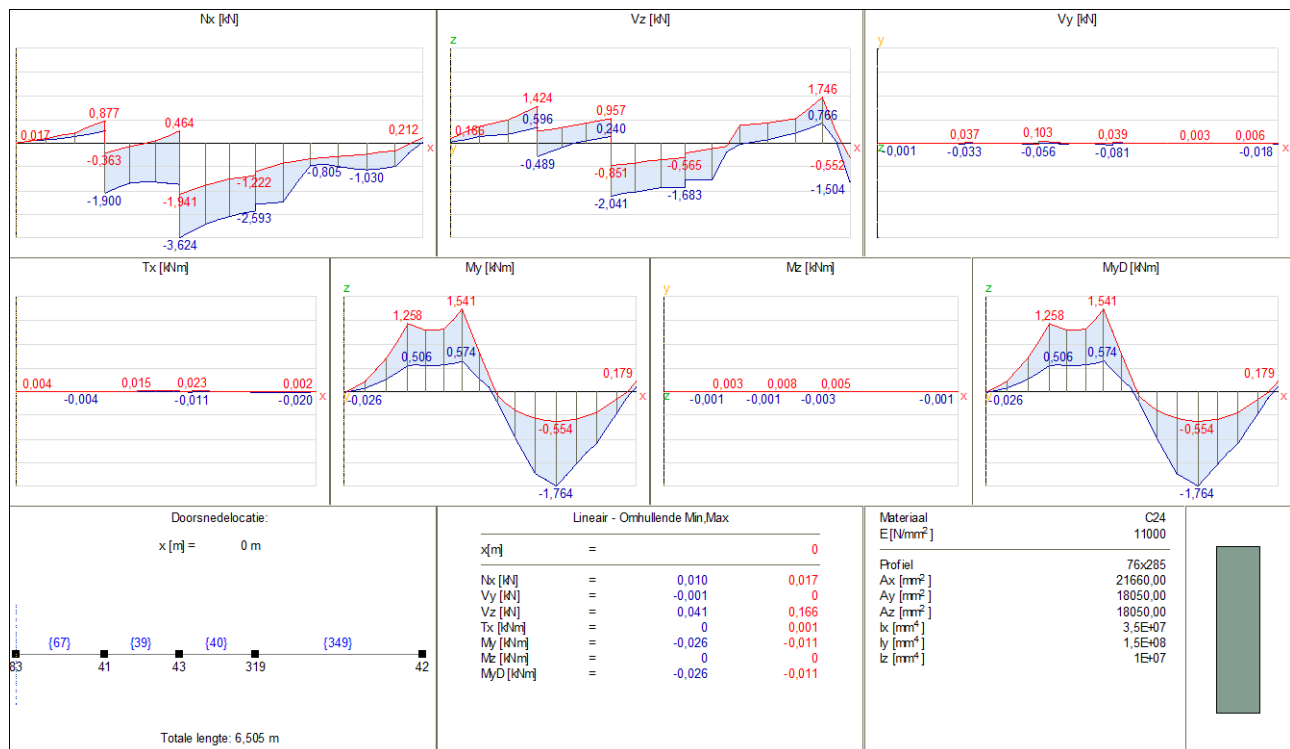 Nx [kN]
0,017
0,877
-0,363
-1,900
0,464
-1,941
-3,624
-1,222
-2,593
-0,805
-1,030
0,212
x
Vz [kN]
z
y
0,166
1,424
0,596
-0,489
0,957
0,240
-0,851
-2,041
-0,565
-1,683
1,746
0,766
-0,552
-1,504
x
Vy [kN]
y
z
-0,001
0,037
-0,033
0,103
-0,056
0,039
-0,081
0,003
0,006
-0,018
x
Tx [kNm]
0,004
-0,004
0,015
0,023
-0,011
0,002
-0,020
x
My [kNm]
z
y
-0,026
1,258
0,506
1,541
0,574
-0,554
-1,764
0,179
x
Mz [kNm]
y
z
-0,001
0,003
-0,001
0,008
-0,003
0,005
-0,001
x
MyD [kNm]
z
y
-0,026
1,258
0,506
1,541
0,574
-0,554
-1,764
0,179
x
Doorsnedelocatie:
x [m] = 0 m
{67} {39} {40} {349}
83 41 43 319 42
Totale lengte: 6,505 m
Lineair - Omhullende Min,Max
x[m] = 0
Nx [kN] = 0,010 0,017
Vy [kN] = -0,001 0
Vz [kN] = 0,041 0,166
Tx [kNm] = 0 0,001
My [kNm] = -0,026 -0,011
Mz [kNm] = 0 0
MyD [kNm] = -0,026 -0,011
Materiaal C24
E [N/mm²] 11000
Profiel 76x285
Ax [mm²] 21660,00
Ay [mm²] 18050,00
Az [mm²] 18050,00
Ix [mm⁴] 3,5E+07
Iy [mm⁴] 1,5E+08
Iz [mm⁴] 1E+07